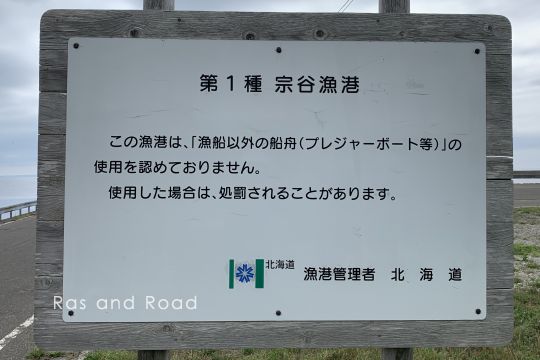 第1種 宗谷漁港
この漁港は、「漁船以外の船舟(プレジャーボート等)」の
使用を認めておりません。
使用した場合は、処罰されることがあります。
北海道
漁港管理者 北 海 道
Ras and Road